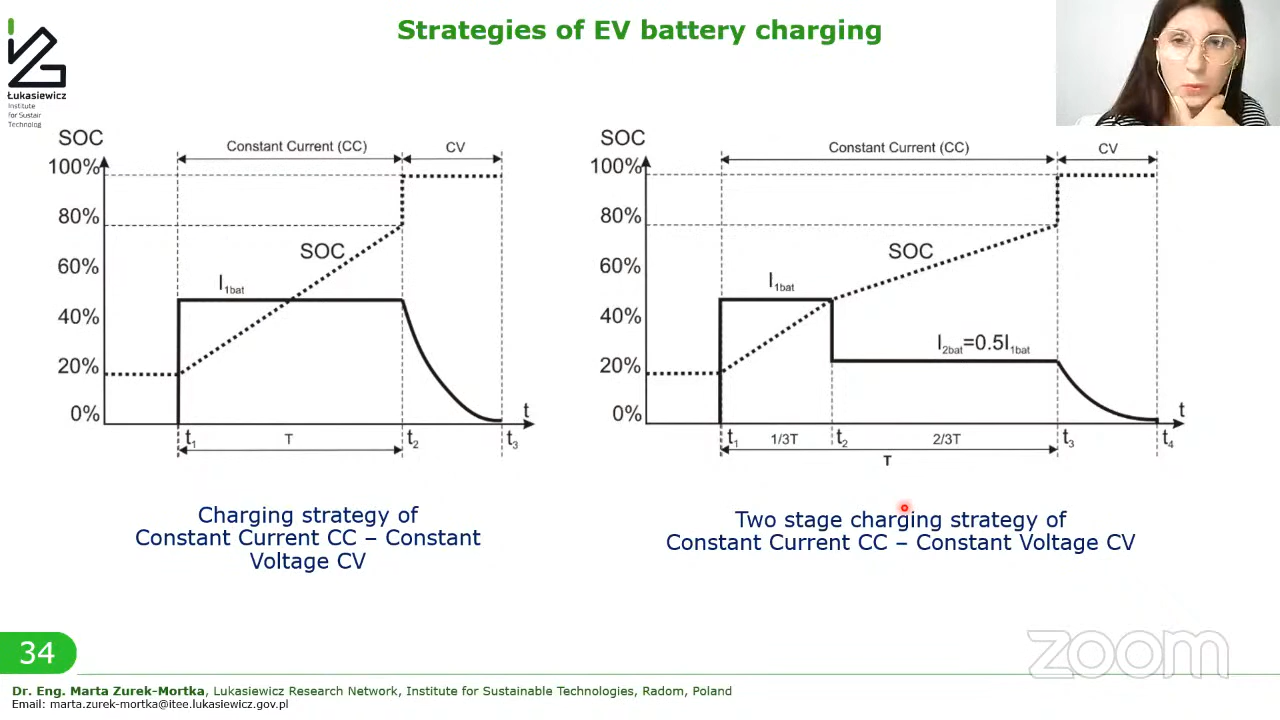 Strategies of EV battery charging
Łukasiewicz
Institute
for Sustair
Technolog
SOC
100%
80%
60%
40%
20%
0%
Constant Current (CC)
CV
SOC
I1bat
t
t1
T
t2
t3
Charging strategy of
Constant Current CC – Constant
Voltage CV
SOC
100%
80%
60%
40%
20%
0%
Constant Current (CC)
CV
SOC
I1bat
I2bat=0.5I1bat
t
t1
1/3T
t2
2/3T
t3
t4
T
Two stage charging strategy of
Constant Current CC – Constant Voltage CV
34
zoom
Dr. Eng. Marta Zurek-Mortka, Lukasiewicz Research Network, Institute for Sustainable Technologies, Radom, Poland
Email: marta.zurek-mortka@itee.lukasiewicz.gov.pl